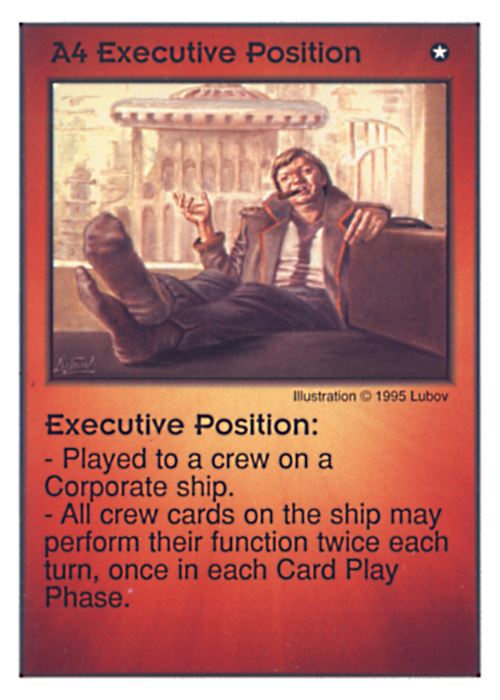 A4 Executive Position
Lubov
Illustration © 1995 Lubov
Executive Position:
- Played to a crew on a
Corporate ship.
- All crew cards on the ship may
perform their function twice each
turn, once in each Card Play
Phase.